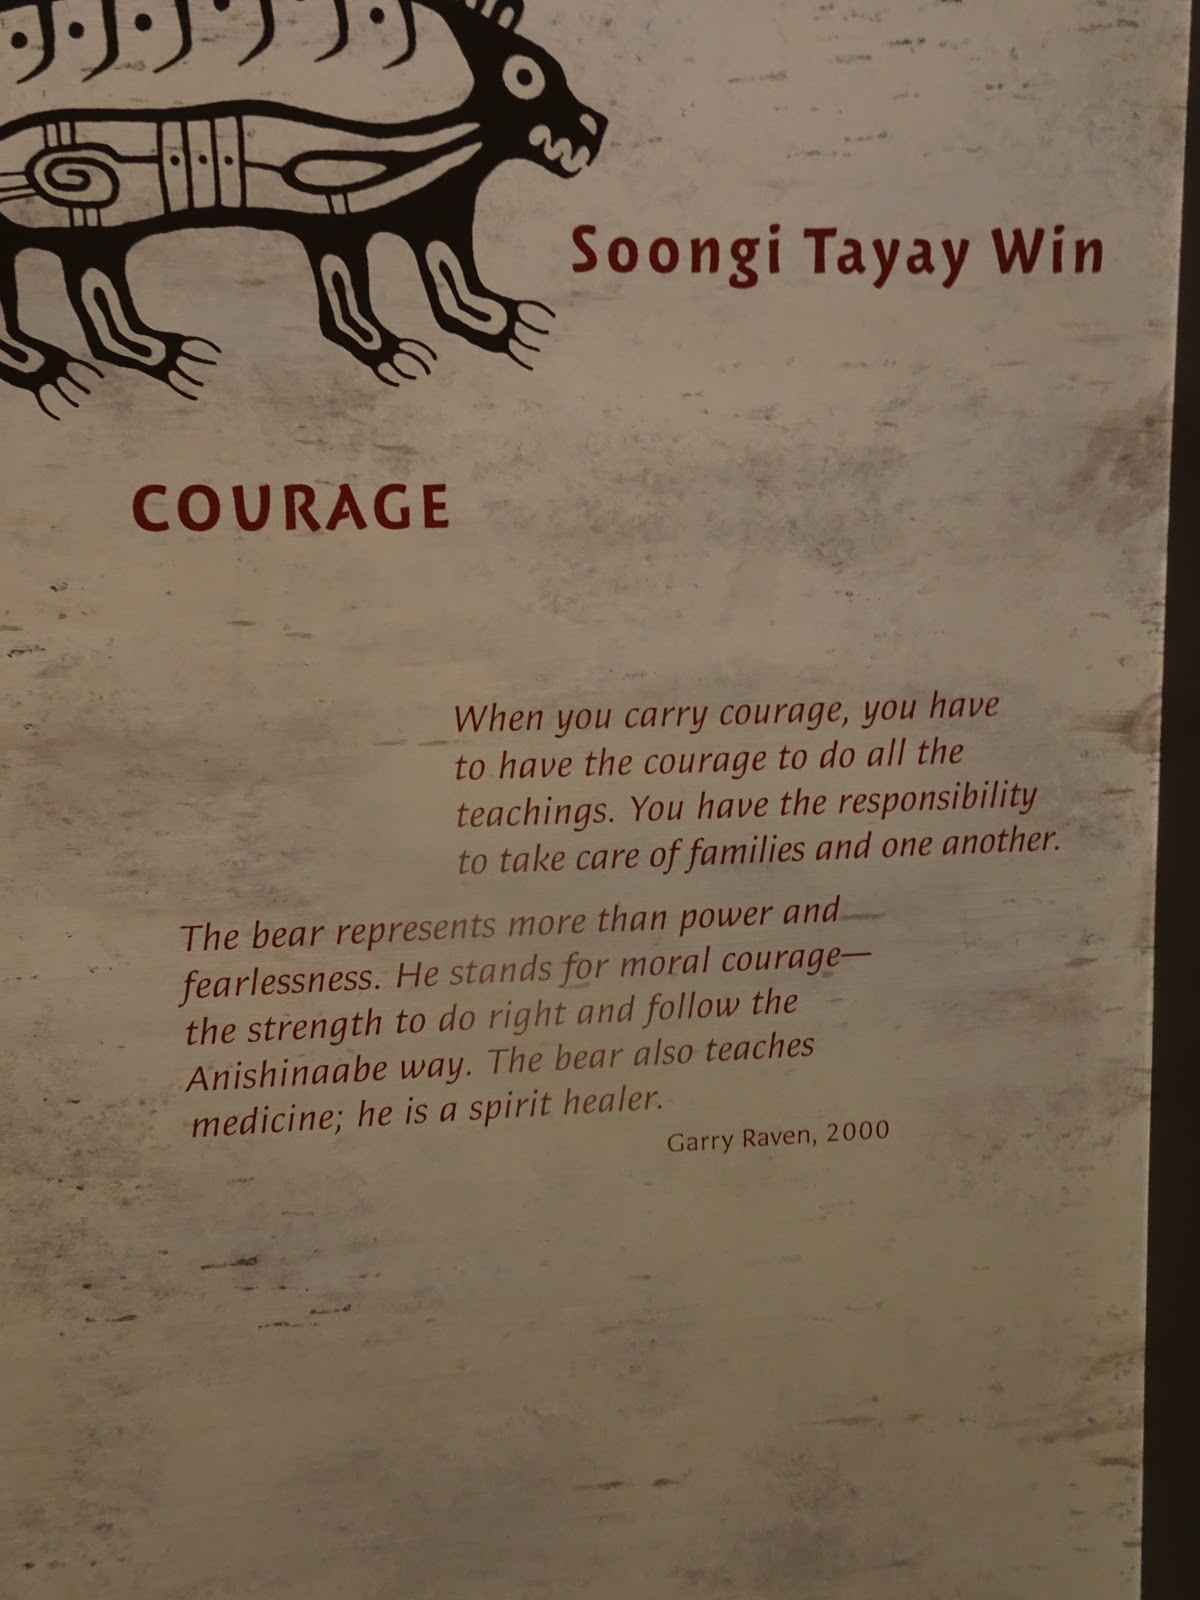 Soongi Tayay Win
COURAGE
When you carry courage, you have
to have the courage to do all the
teachings. You have the responsibility
to take care of families and one another.
The bear represents more than power and
fearlessness. He stands for moral courage—
the strength to do right and follow the
Anishinaabe way. The bear also teaches
medicine; he is a spirit healer.
Garry Raven, 2000